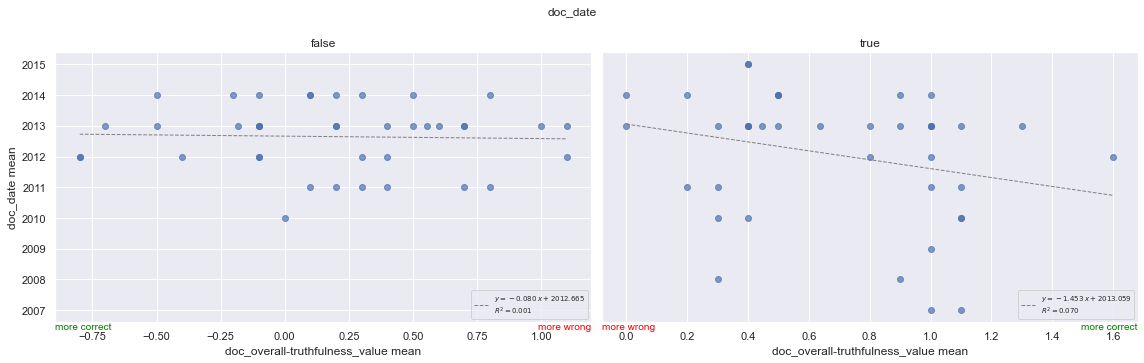 doc_date
false
true
2015
2014
2013
2012
2011
2010
2009
2008
2007
doc_date mean
y = −0.080 x + 2012.665
R² = 0.001
y = −1.453 x + 2013.059
R² = 0.070
more correct
more wrong
more wrong
more correct
−0.75 −0.50 −0.25 0.00 0.25 0.50 0.75 1.00
0.0 0.2 0.4 0.6 0.8 1.0 1.2 1.4 1.6
doc_overall-truthfulness_value mean
doc_overall-truthfulness_value mean